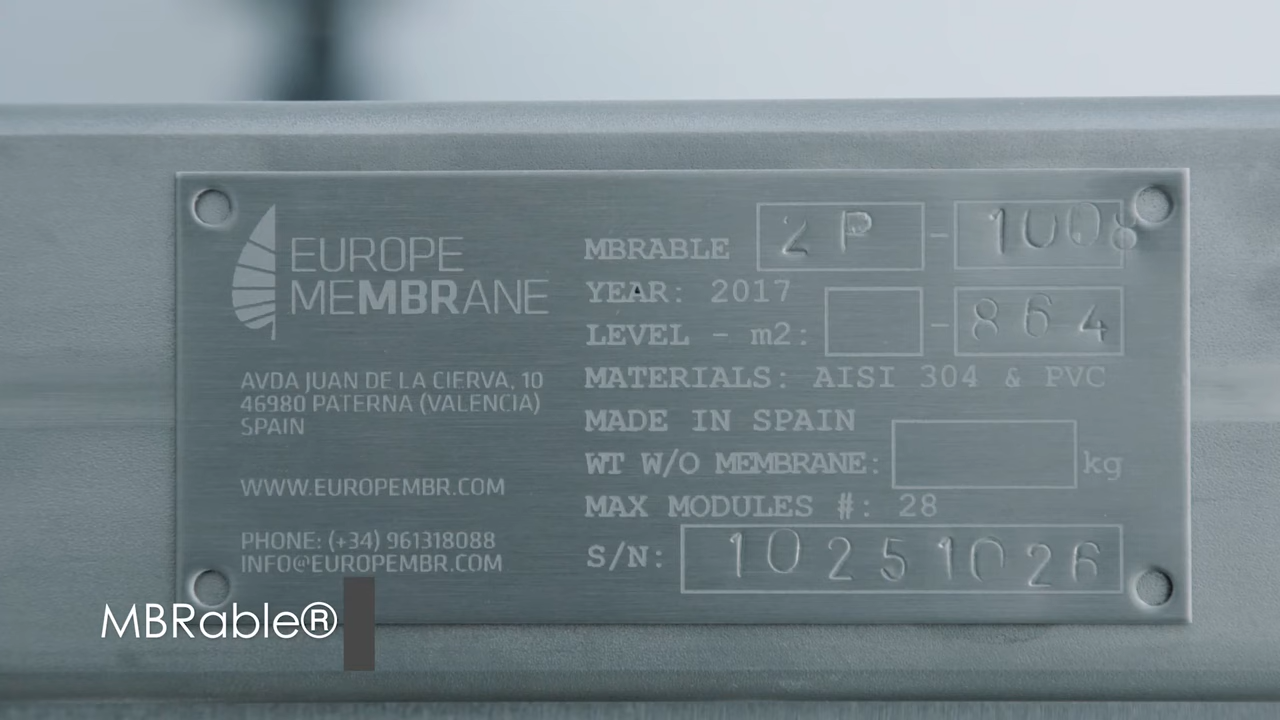 EUROPE
MEMBRANE
AVDA JUAN DE LA CIERVA, 10
46980 PATERNA (VALENCIA)
SPAIN
WWW.EUROPEMBR.COM
PHONE: (+34) 961318088
INFO@EUROPEMBR.COM
MBRABLE 2P - 1008
YEAR: 2017
LEVEL - m2: - 864
MATERIALS: AISI 304 & PVC
MADE IN SPAIN
WT W/O MEMBRANE: kg
MAX MODULES #: 28
S/N: 10251026
MBRable®